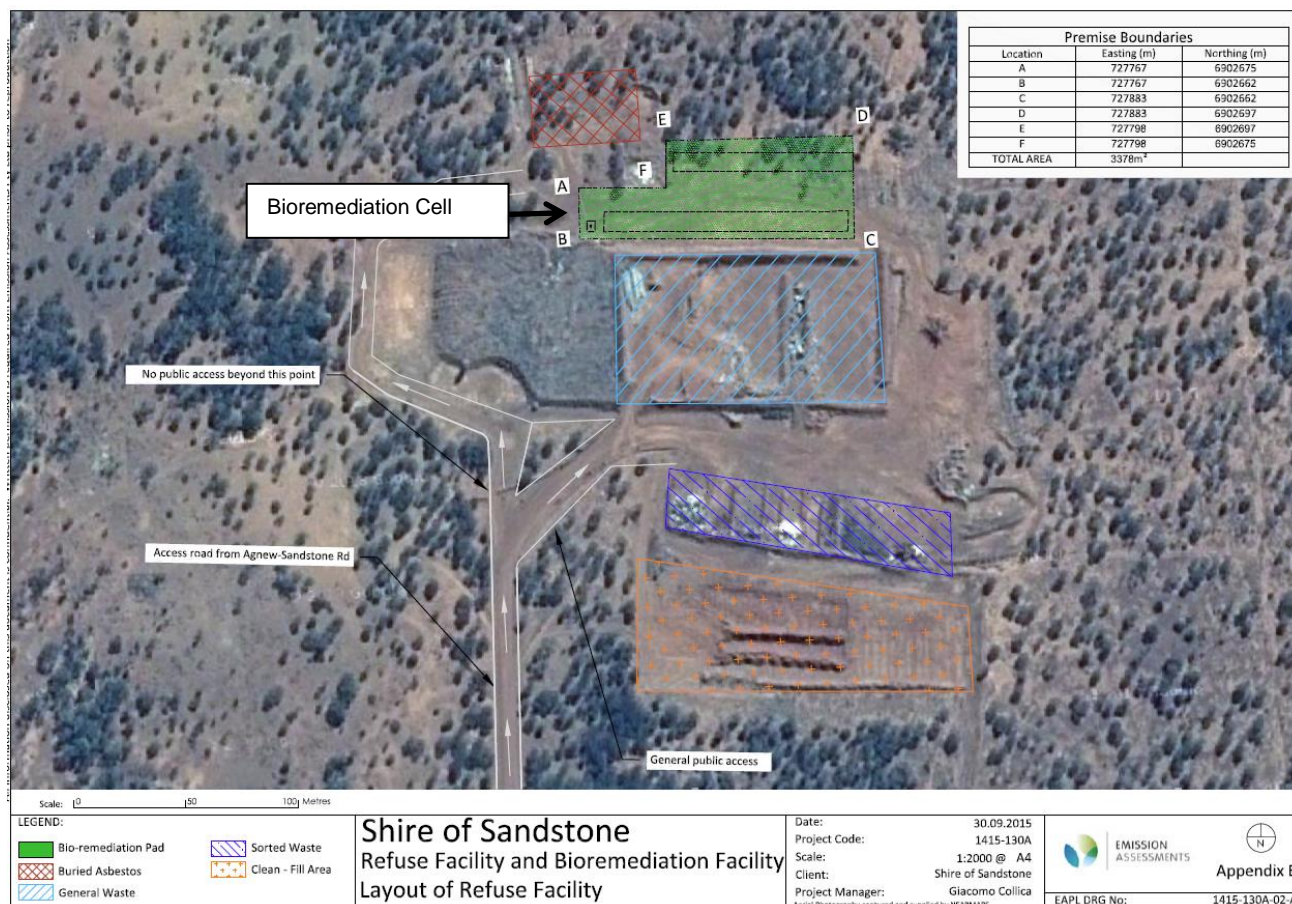 Premise Boundaries
Location Easting (m) Northing (m)
A 727767 6902675
B 727767 6902662
C 727883 6902662
D 727883 6902697
E 727798 6902697
F 727798 6902675
TOTAL AREA 3378m²
E
D
F
A
Bioremediation Cell
B
C
No public access beyond this point
Access road from Agnew-Sandstone Rd
General public access
Scale: 0 50 100 Metres
LEGEND:
Bio-remediation Pad
Buried Asbestos
General Waste
Sorted Waste
Clean - Fill Area
Shire of Sandstone
Refuse Facility and Bioremediation Facility
Layout of Refuse Facility
Date: 30.09.2015
Project Code: 1415-130A
Scale: 1:2000 @ A4
Client: Shire of Sandstone
Project Manager: Giacomo Collica
EMISSION
ASSESSMENTS
N
Appendix B
EAPL DRG No: 1415-130A-02-A